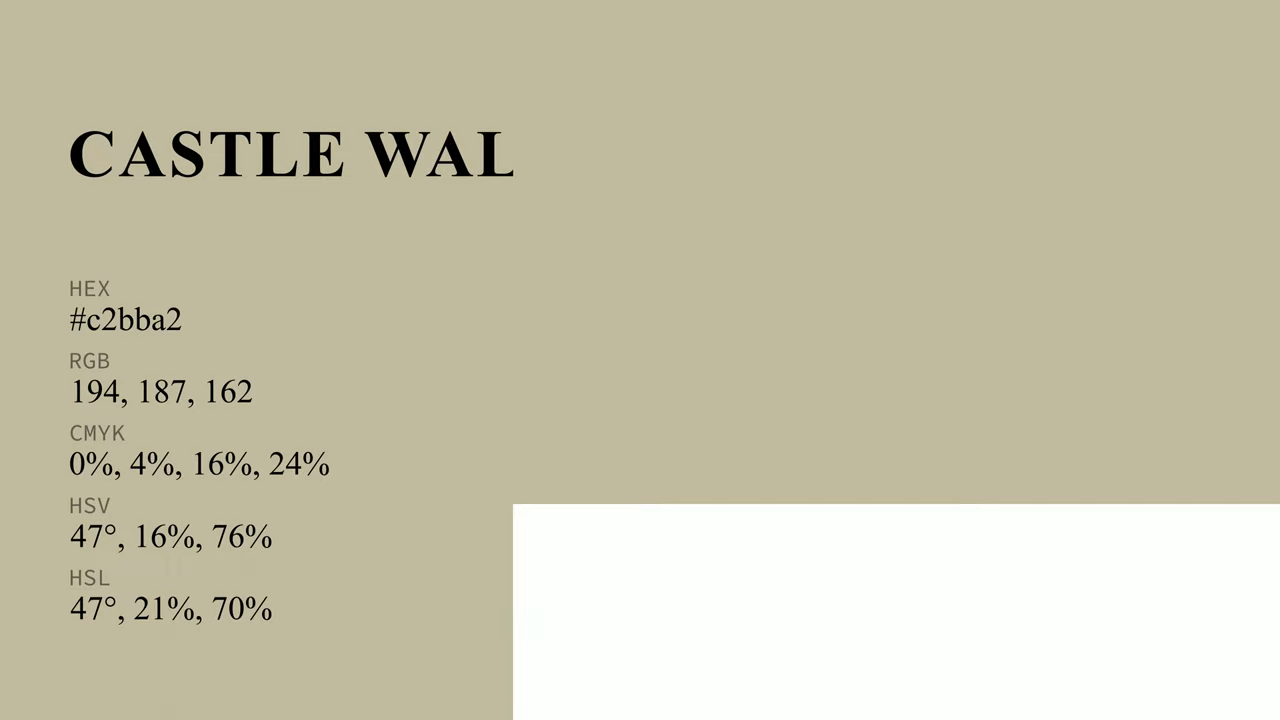 CASTLE WAL
HEX
#c2bba2
RGB
194, 187, 162
CMYK
0%, 4%, 16%, 24%
HSV
47°, 16%, 76%
HSL
47°, 21%, 70%